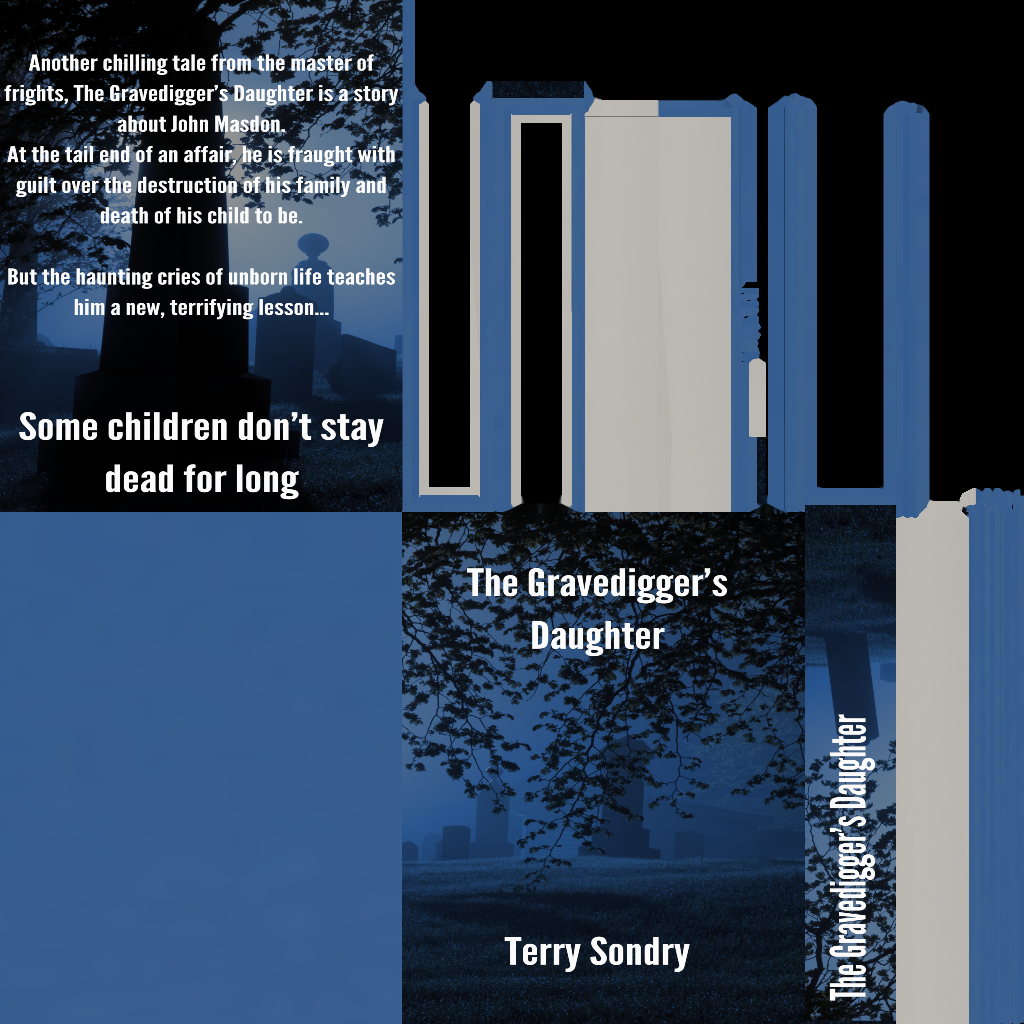 Another chilling tale from the master of
frights, The Gravedigger's Daughter is a story
about John Masdon.
At the tail end of an affair, he is fraught with
guilt over the destruction of his family and
death of his child to be.
But the haunting cries of unborn life teaches
him a new, terrifying lesson...
Some children don't stay
dead for long
The Gravedigger's
Daughter
Terry Sondry
The Gravedigger's Daughter